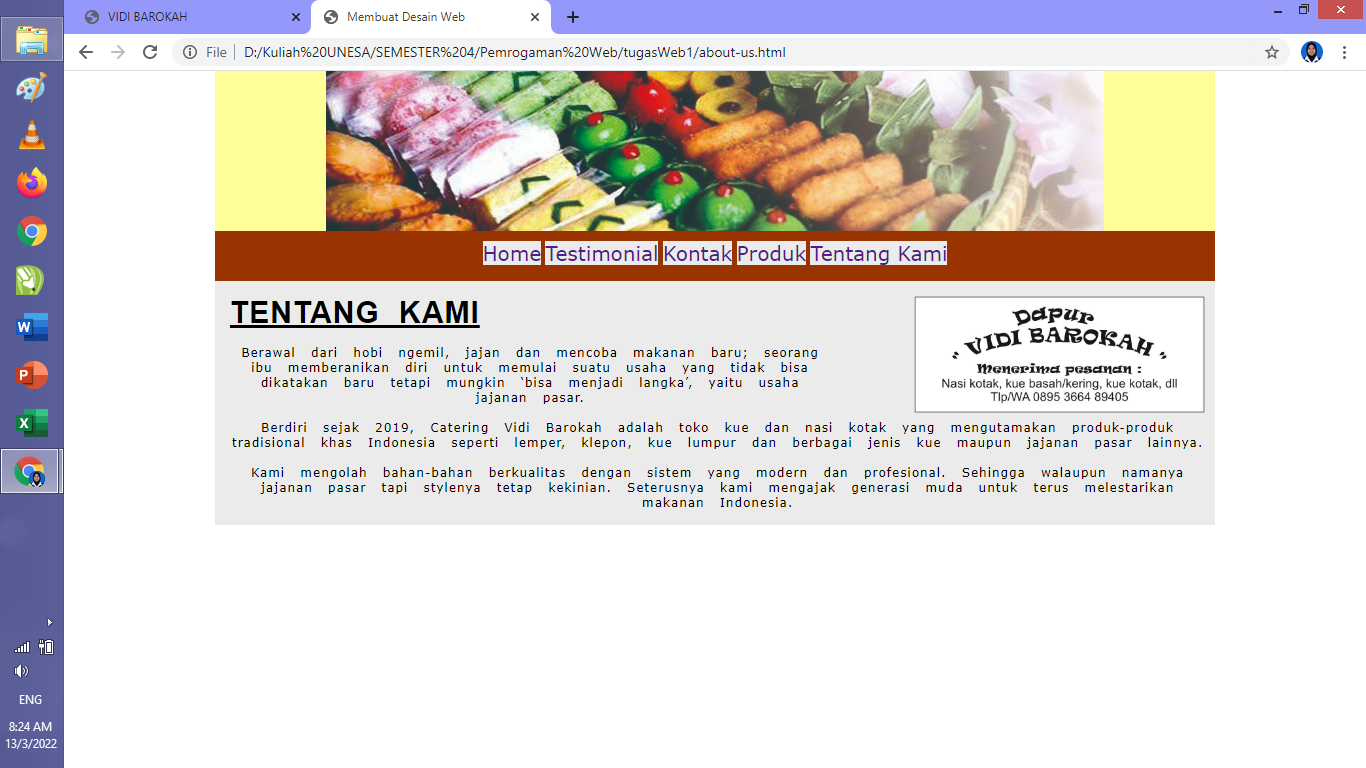 VIDI BAROKAH
Membuat Desain Web
File D:/Kuliah%20UNESA/SEMESTER%204/Pemrogaman%20Web/tugasWeb1/about-us.html
Home Testimonial Kontak Produk Tentang Kami
TENTANG KAMI
Berawal dari hobi ngemil, jajan dan mencoba makanan baru; seorang
ibu memberanikan diri untuk memulai suatu usaha yang tidak bisa
dikatakan baru tetapi mungkin ‘bisa menjadi langka’, yaitu usaha
jajanan pasar.
Dapur
" VIDI BAROKAH "
Menerima pesanan :
Nasi kotak, kue basah/kering, kue kotak, dll
Tlp/WA 0895 3664 89405
Berdiri sejak 2019, Catering Vidi Barokah adalah toko kue dan nasi kotak yang mengutamakan produk-produk
tradisional khas Indonesia seperti lemper, klepon, kue lumpur dan berbagai jenis kue maupun jajanan pasar lainnya.
Kami mengolah bahan-bahan berkualitas dengan sistem yang modern dan profesional. Sehingga walaupun namanya
jajanan pasar tapi stylenya tetap kekinian. Seterusnya kami mengajak generasi muda untuk terus melestarikan
makanan Indonesia.
ENG
8:24 AM
13/3/2022